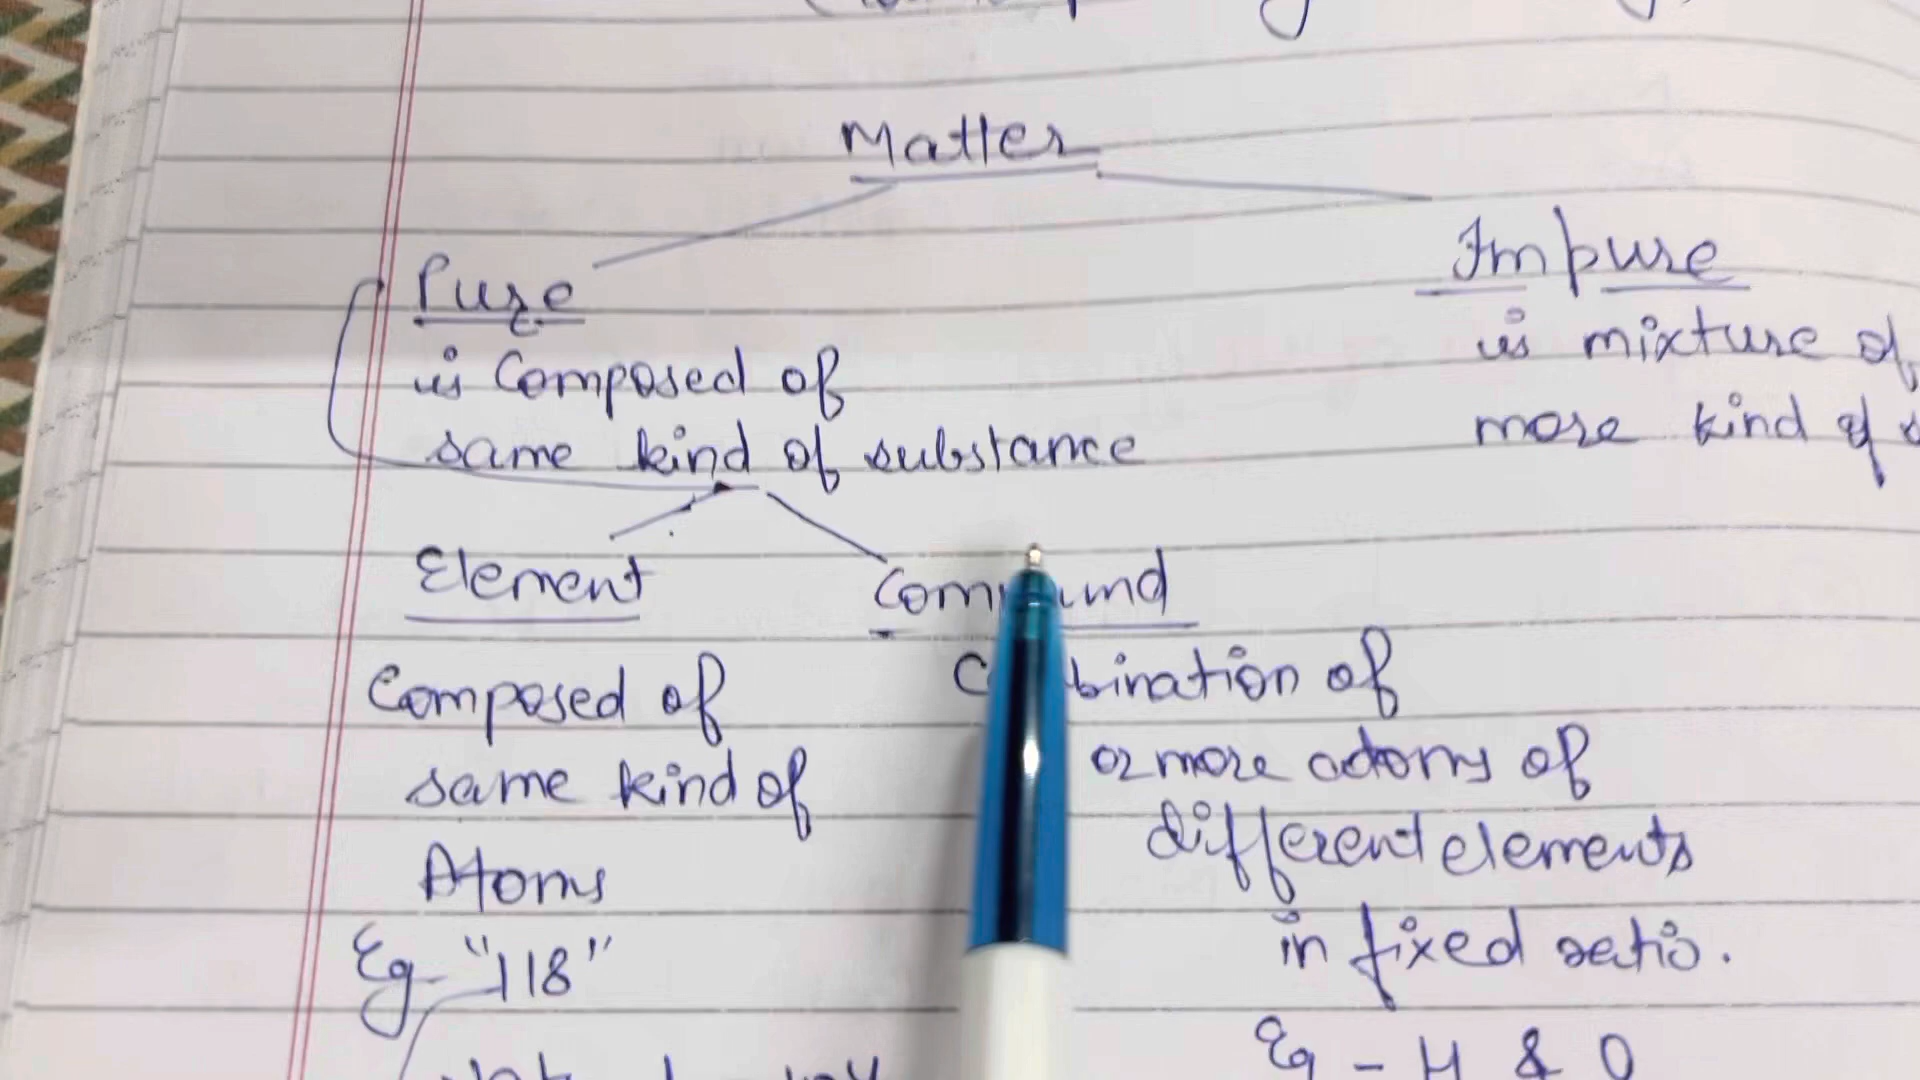 Matter
Pure
is Composed of
same kind of substance
Impure
is mixture of
more kind of
Element
Composed of
same kind of
Atoms
Eg - "118"
Compound
Combination of
or more atoms of
different elements
in fixed ratio.
Eg - H & O